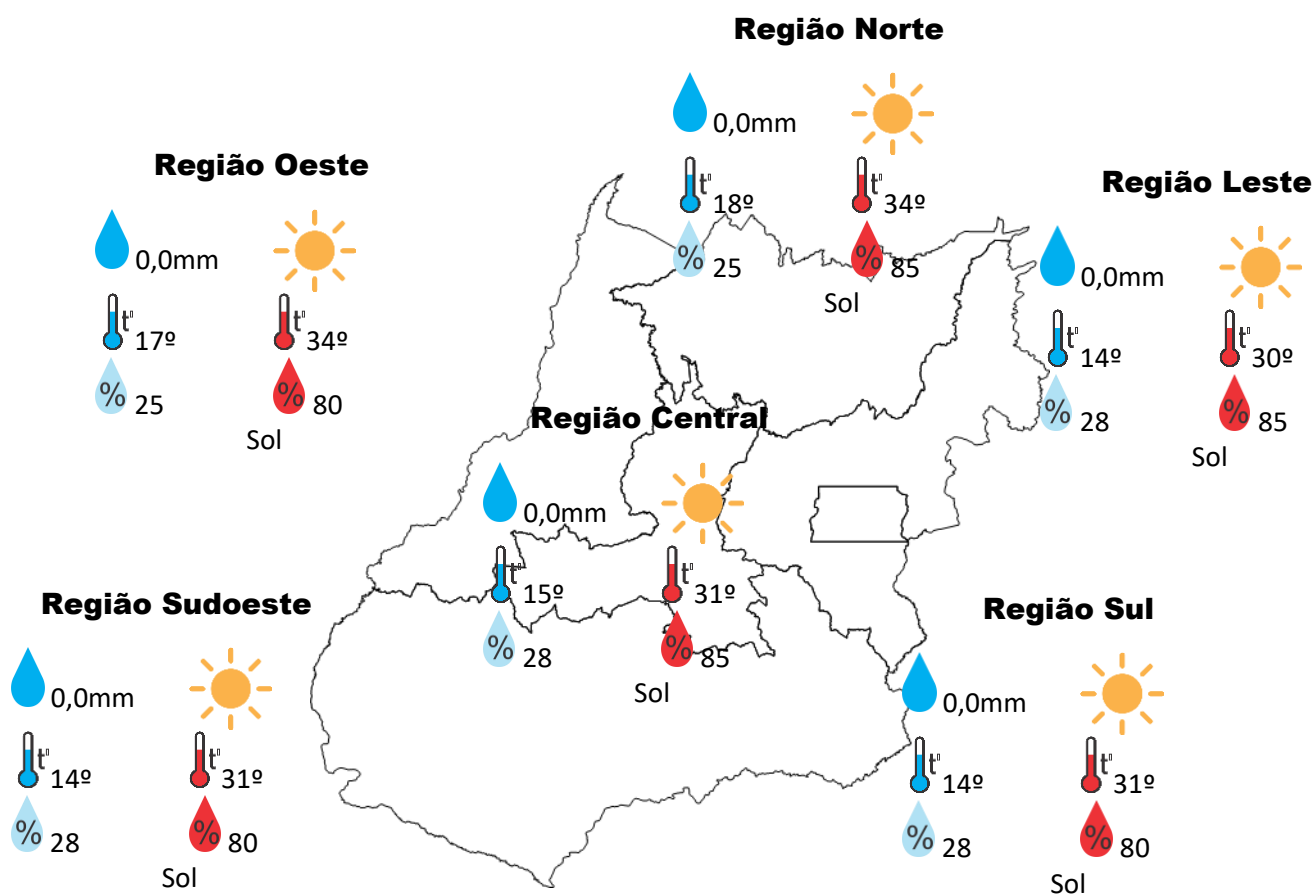 Região Norte
0,0mm
t° 18º
t° 34º
% 25
% 85
Sol
Região Oeste
0,0mm
t° 17º
t° 34º
% 25
% 80
Sol
Região Leste
0,0mm
t° 14º
t° 30º
% 28
% 85
Sol
Região Central
0,0mm
t° 15º
t° 31º
% 28
% 85
Sol
Região Sudoeste
0,0mm
t° 14º
t° 31º
% 28
% 80
Sol
Região Sul
0,0mm
t° 14º
t° 31º
% 28
% 80
Sol